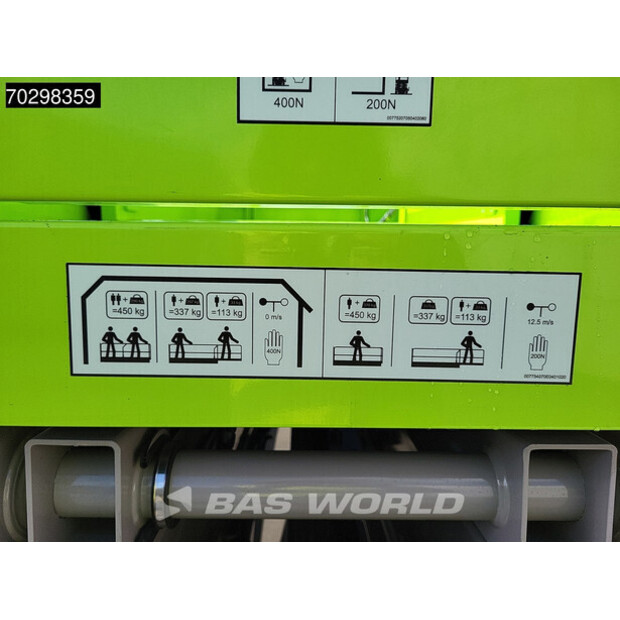 70298359
400N
200N
=450 kg
=337 kg
=113 kg
0 m/s
400N
=450 kg
=337 kg
=113 kg
12.5 m/s
200N
BAS WORLD